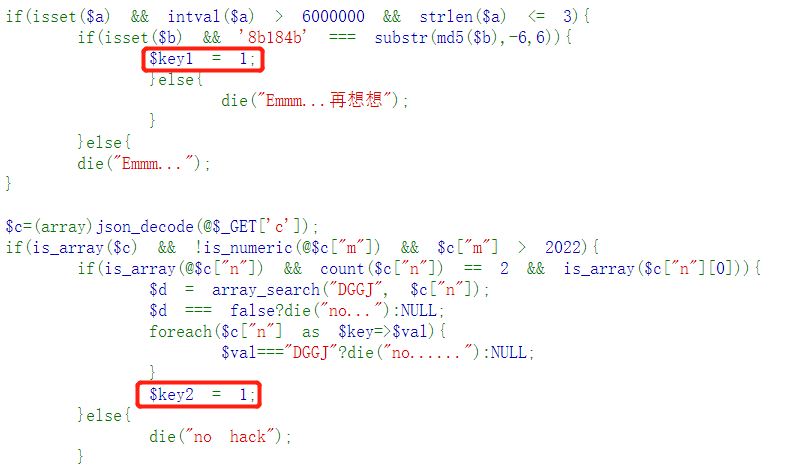 if(isset($a) && intval($a) > 6000000 && strlen($a) <= 3){
if(isset($b) && '8b184b' === substr(md5($b),-6,6)){
$key1 = 1;
}else{
die("Emmm...再想想");
}
}else{
die("Emmm...");
}
$c=(array)json_decode(@$_GET['c']);
if(is_array($c) && !is_numeric(@$c["m"]) && $c["m"] > 2022){
if(is_array(@$c["n"]) && count($c["n"]) == 2 && is_array($c["n"][0])){
$d = array_search("DGGJ", $c["n"]);
$d === false?die("no..."):NULL;
foreach($c["n"] as $key=>$val){
$val==="DGGJ"?die("no......"):NULL;
}
$key2 = 1;
}else{
die("no hack");
}